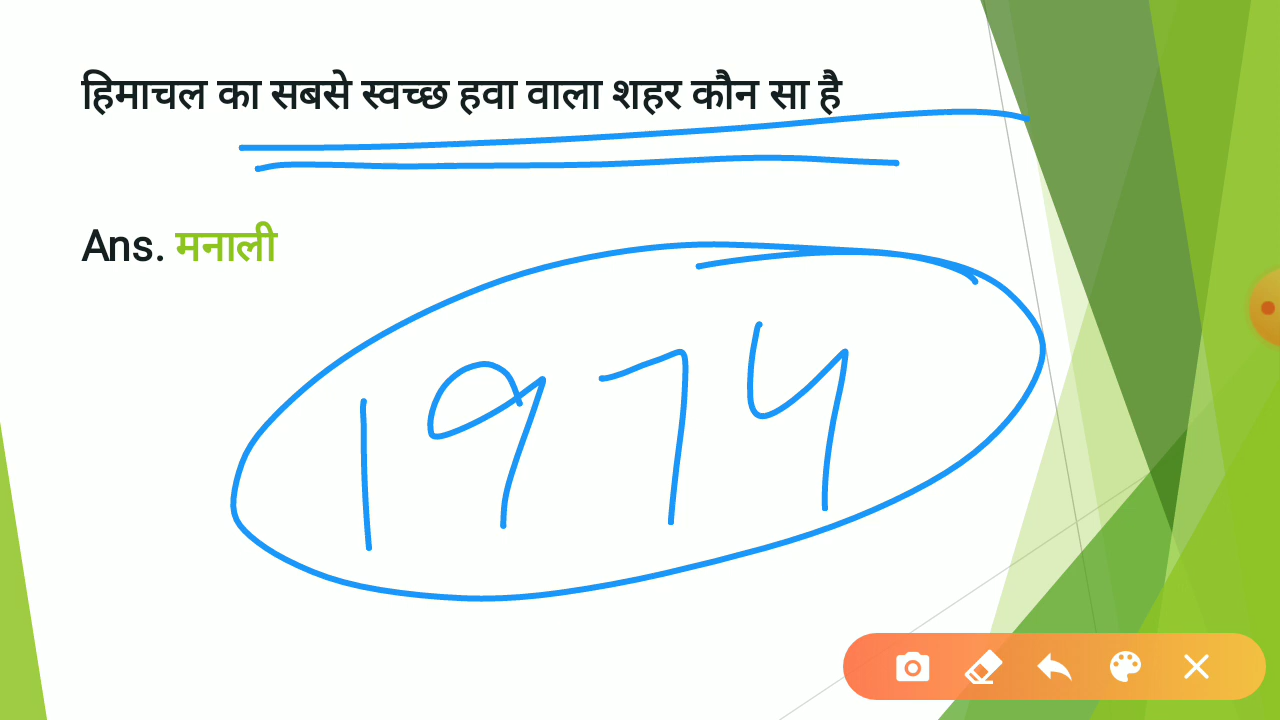 हिमाचल का सबसे स्वच्छ हवा वाला शहर कौन सा है
Ans. मनाली
1974